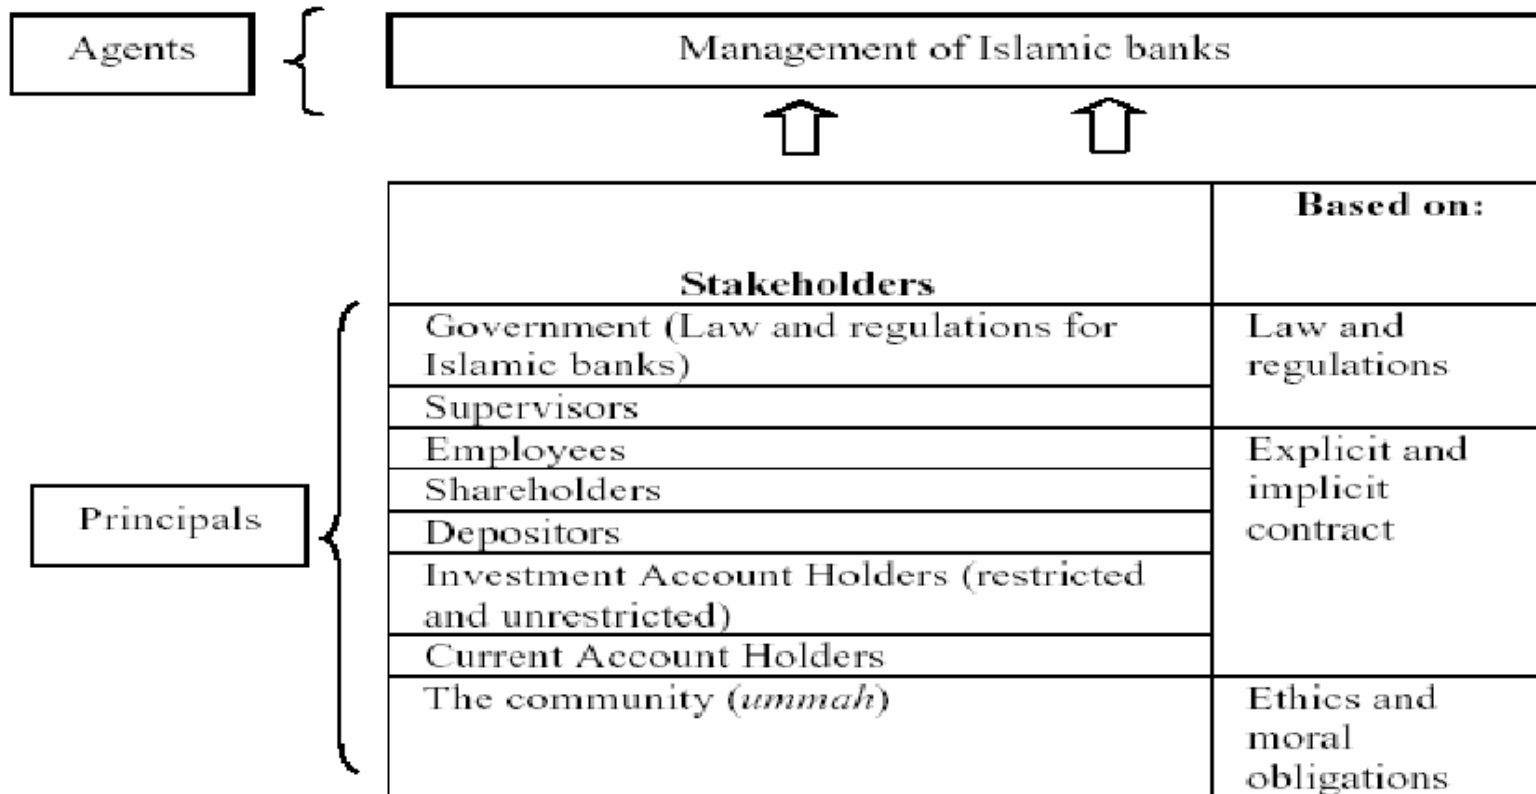 Agents
Management of Islamic banks
Based on:
Stakeholders
Government (Law and regulations for
Islamic banks)
Law and
regulations
Supervisors
Employees
Explicit and
implicit
contract
Shareholders
Principals
Depositors
Investment Account Holders (restricted
and unrestricted)
Current Account Holders
The community (ummah)
Ethics and
moral
obligations